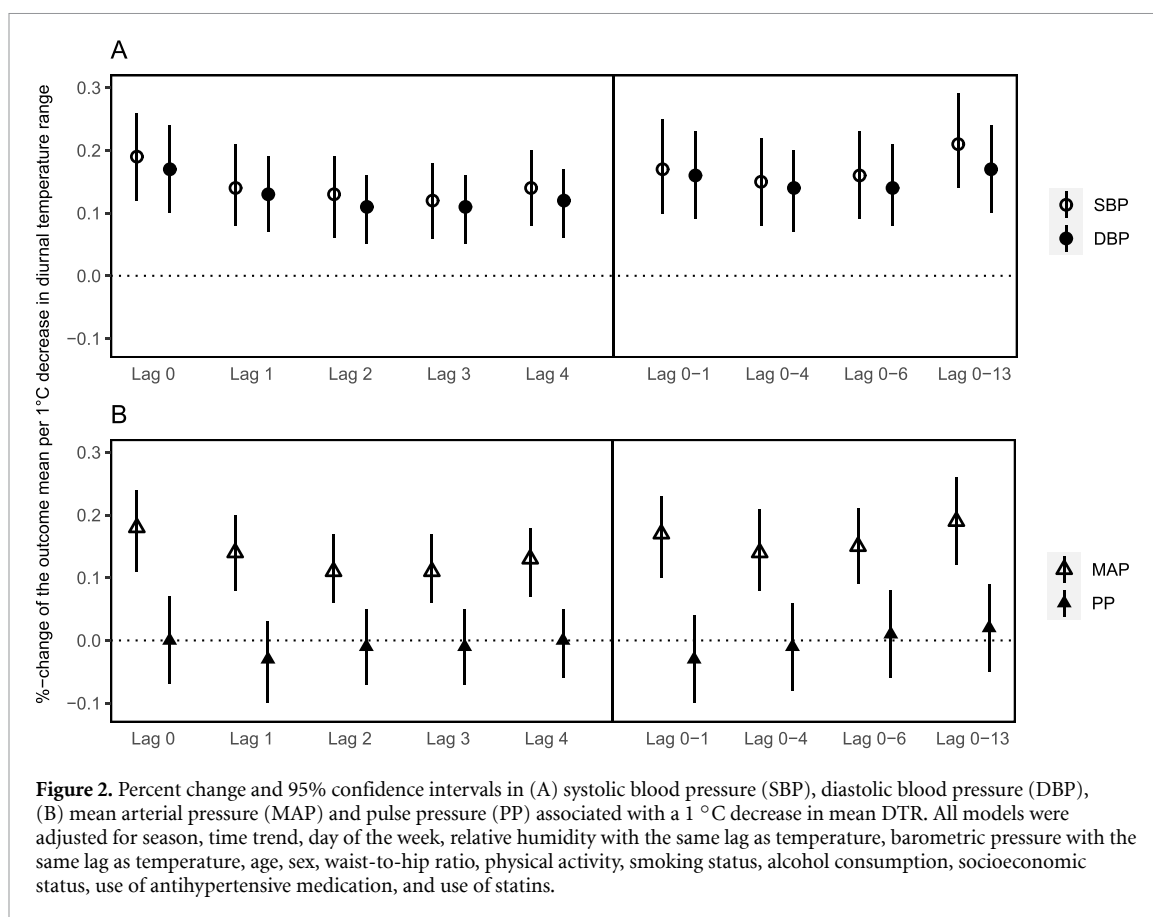 A
%-change of the outcome mean per 1°C decrease in diurnal temperature range
0.3
0.2
0.1
0.0
−0.1
Lag 0 Lag 1 Lag 2 Lag 3 Lag 4 Lag 0−1 Lag 0−4 Lag 0−6 Lag 0−13
SBP
DBP
B
0.3
0.2
0.1
0.0
−0.1
Lag 0 Lag 1 Lag 2 Lag 3 Lag 4 Lag 0−1 Lag 0−4 Lag 0−6 Lag 0−13
MAP
PP
Figure 2. Percent change and 95% confidence intervals in (A) systolic blood pressure (SBP), diastolic blood pressure (DBP),
(B) mean arterial pressure (MAP) and pulse pressure (PP) associated with a 1 °C decrease in mean DTR. All models were
adjusted for season, time trend, day of the week, relative humidity with the same lag as temperature, barometric pressure with the
same lag as temperature, age, sex, waist-to-hip ratio, physical activity, smoking status, alcohol consumption, socioeconomic
status, use of antihypertensive medication, and use of statins.